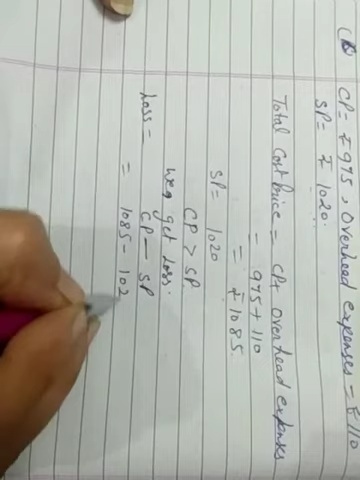 CP = ₹ 975, Overhead expenses = ₹ 110
SP = ₹ 1020.
Total Cost Price = CP+ Overhead expenses
= 975 + 110
= ₹ 1085.
SP = 1020
CP > SP
get loss.
Loss = CP - SP
= 1085 - 102